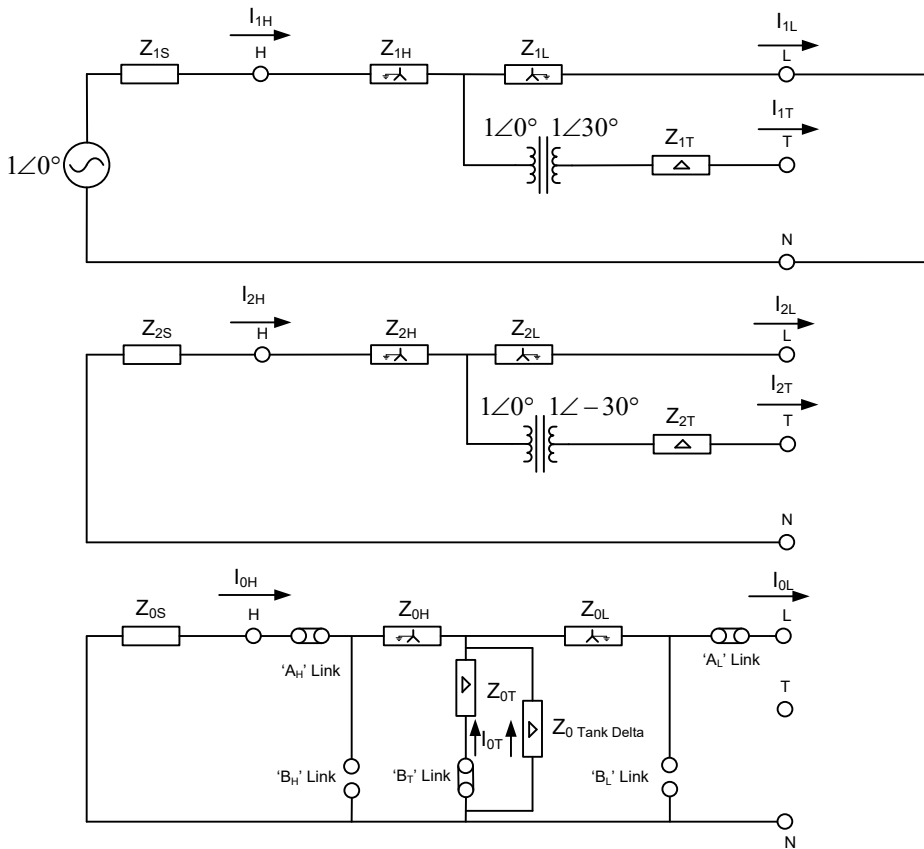 I1H
I1L
Z1S
H
Z1H
Z1L
L
1∠0°
1∠0° 1∠30°
I1T
Z1T
T
N
I2H
I2L
Z2S
H
Z2H
Z2L
L
1∠0° 1∠−30°
I2T
Z2T
T
N
I0H
I0L
Z0S
H
Z0H
Z0L
L
'AH' Link
'AL' Link
Z0T
T
I0T
Z0 Tank Delta
'BH' Link
'BT' Link
'BL' Link
N